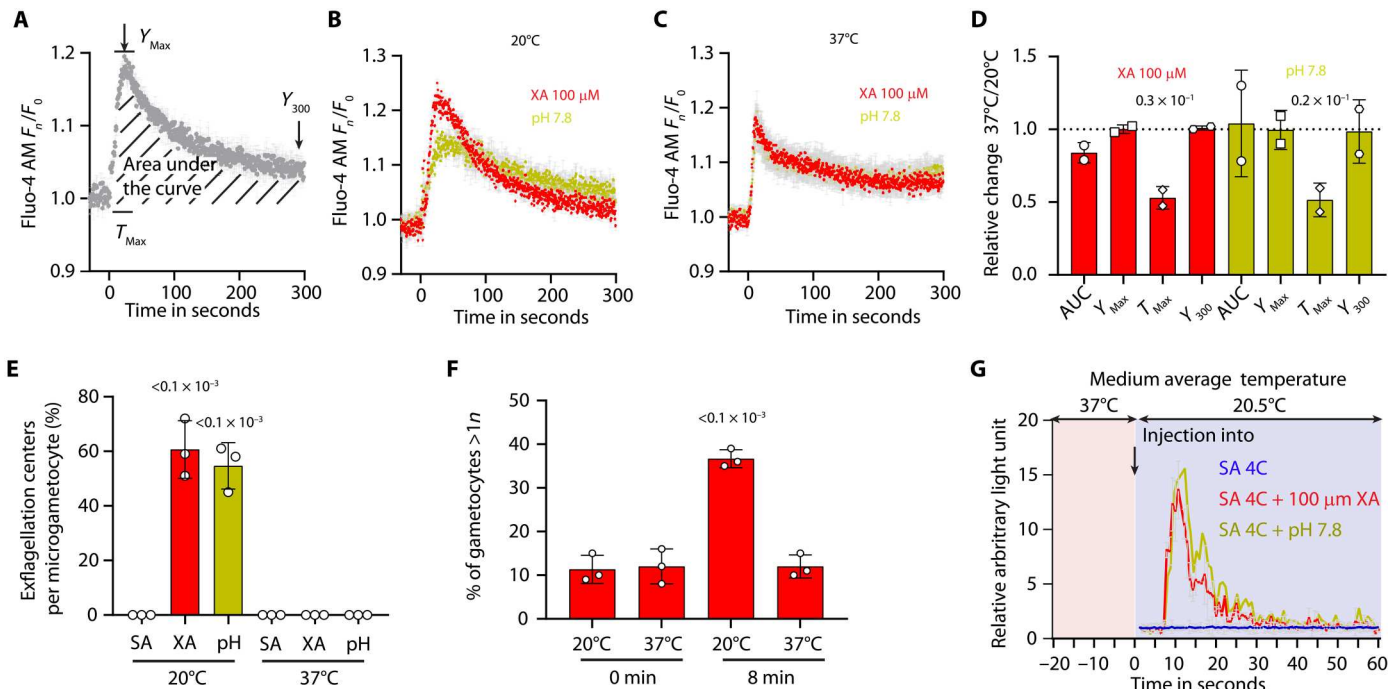 A
Y Max
Y 300
Area under
the curve
T Max
1.2
1.1
1.0
0.9
Fluo-4 AM Fn/F0
0 100 200 300
Time in seconds
B
20°C
XA 100 μM
pH 7.8
1.3
1.2
1.1
1.0
0.9
Fluo-4 AM Fn/F0
0 100 200 300
Time in seconds
C
37°C
XA 100 μM
pH 7.8
1.3
1.2
1.1
1.0
0.9
Fluo-4 AM Fn/F0
0 100 200 300
Time in seconds
D
Relative change 37°C/20°C
1.5
1.0
0.5
0.0
XA 100 μM
0.3 × 10⁻¹
pH 7.8
0.2 × 10⁻¹
AUC Y Max T Max Y 300 AUC Y Max T Max Y 300
E
Exflagellation centers
per microgametocyte (%)
80
60
40
20
0
<0.1 × 10⁻³
<0.1 × 10⁻³
SA XA pH SA XA pH
20°C 37°C
F
% of gametocytes >1n
50
40
30
20
10
0
<0.1 × 10⁻³
20°C 37°C 20°C 37°C
0 min 8 min
G
Medium average temperature
37°C 20.5°C
Injection into
SA 4C
SA 4C + 100 μm XA
SA 4C + pH 7.8
Relative arbritrary light unit
20
15
10
5
0
–20 –10 0 10 20 30 40 50 60
Time in seconds